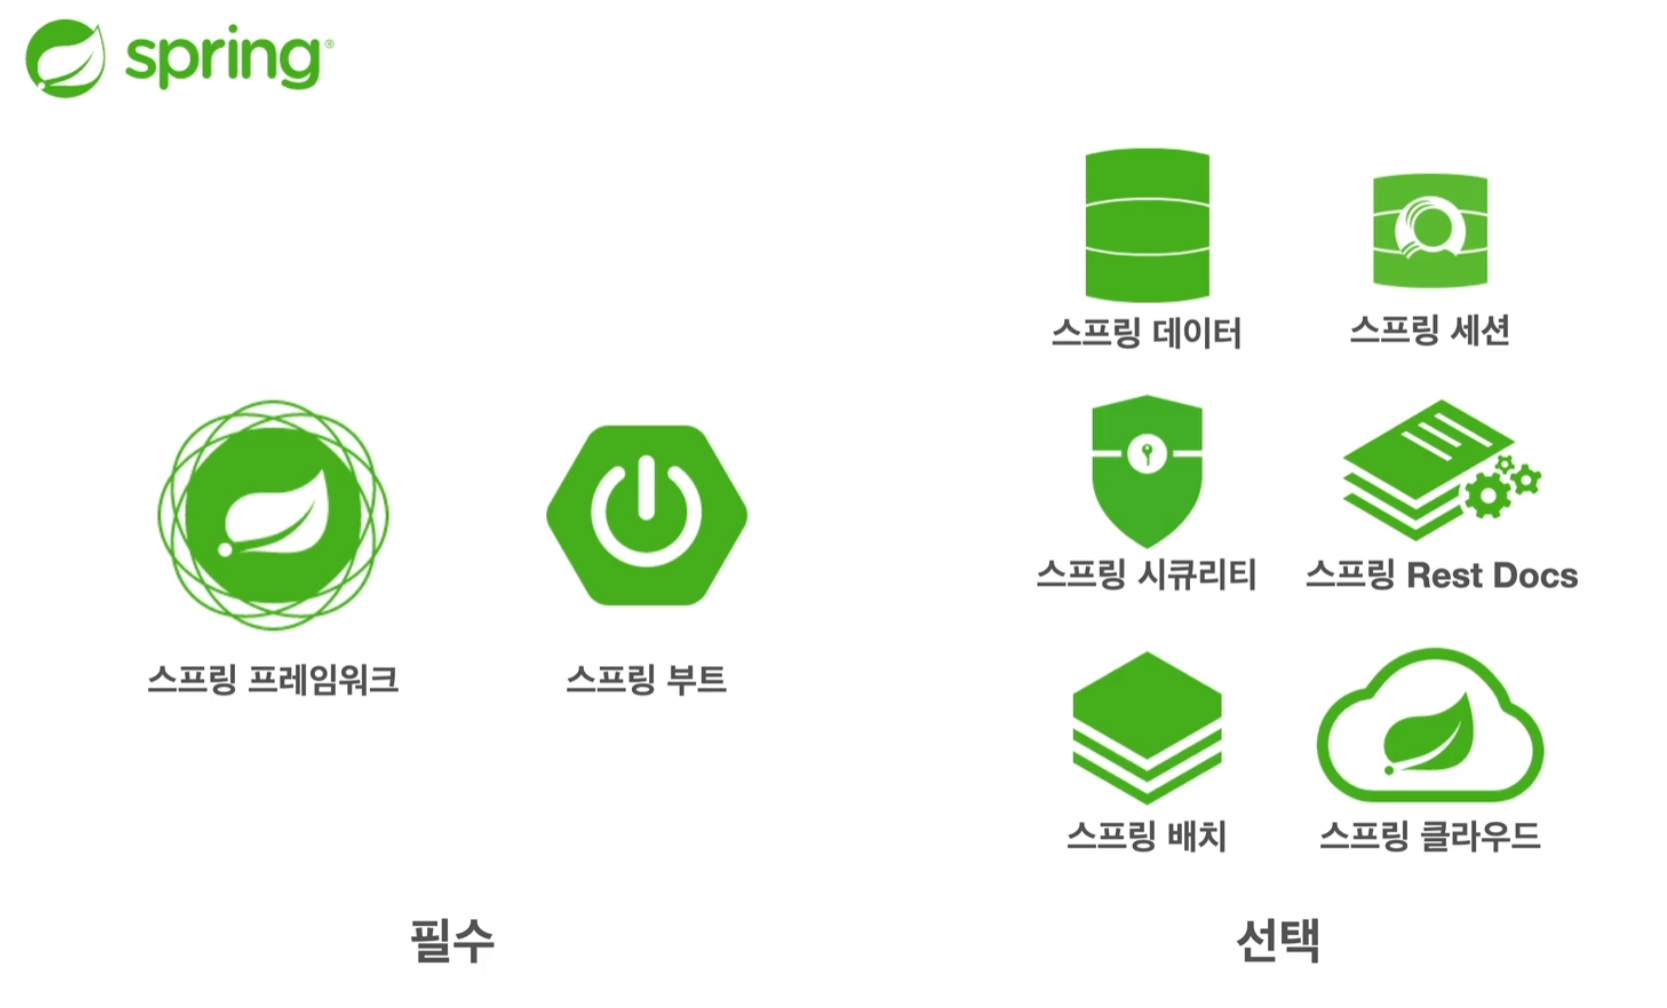 spring®
스프링 데이터
스프링 세션
스프링 시큐리티
스프링 Rest Docs
스프링 프레임워크
스프링 부트
스프링 배치
스프링 클라우드
필수
선택